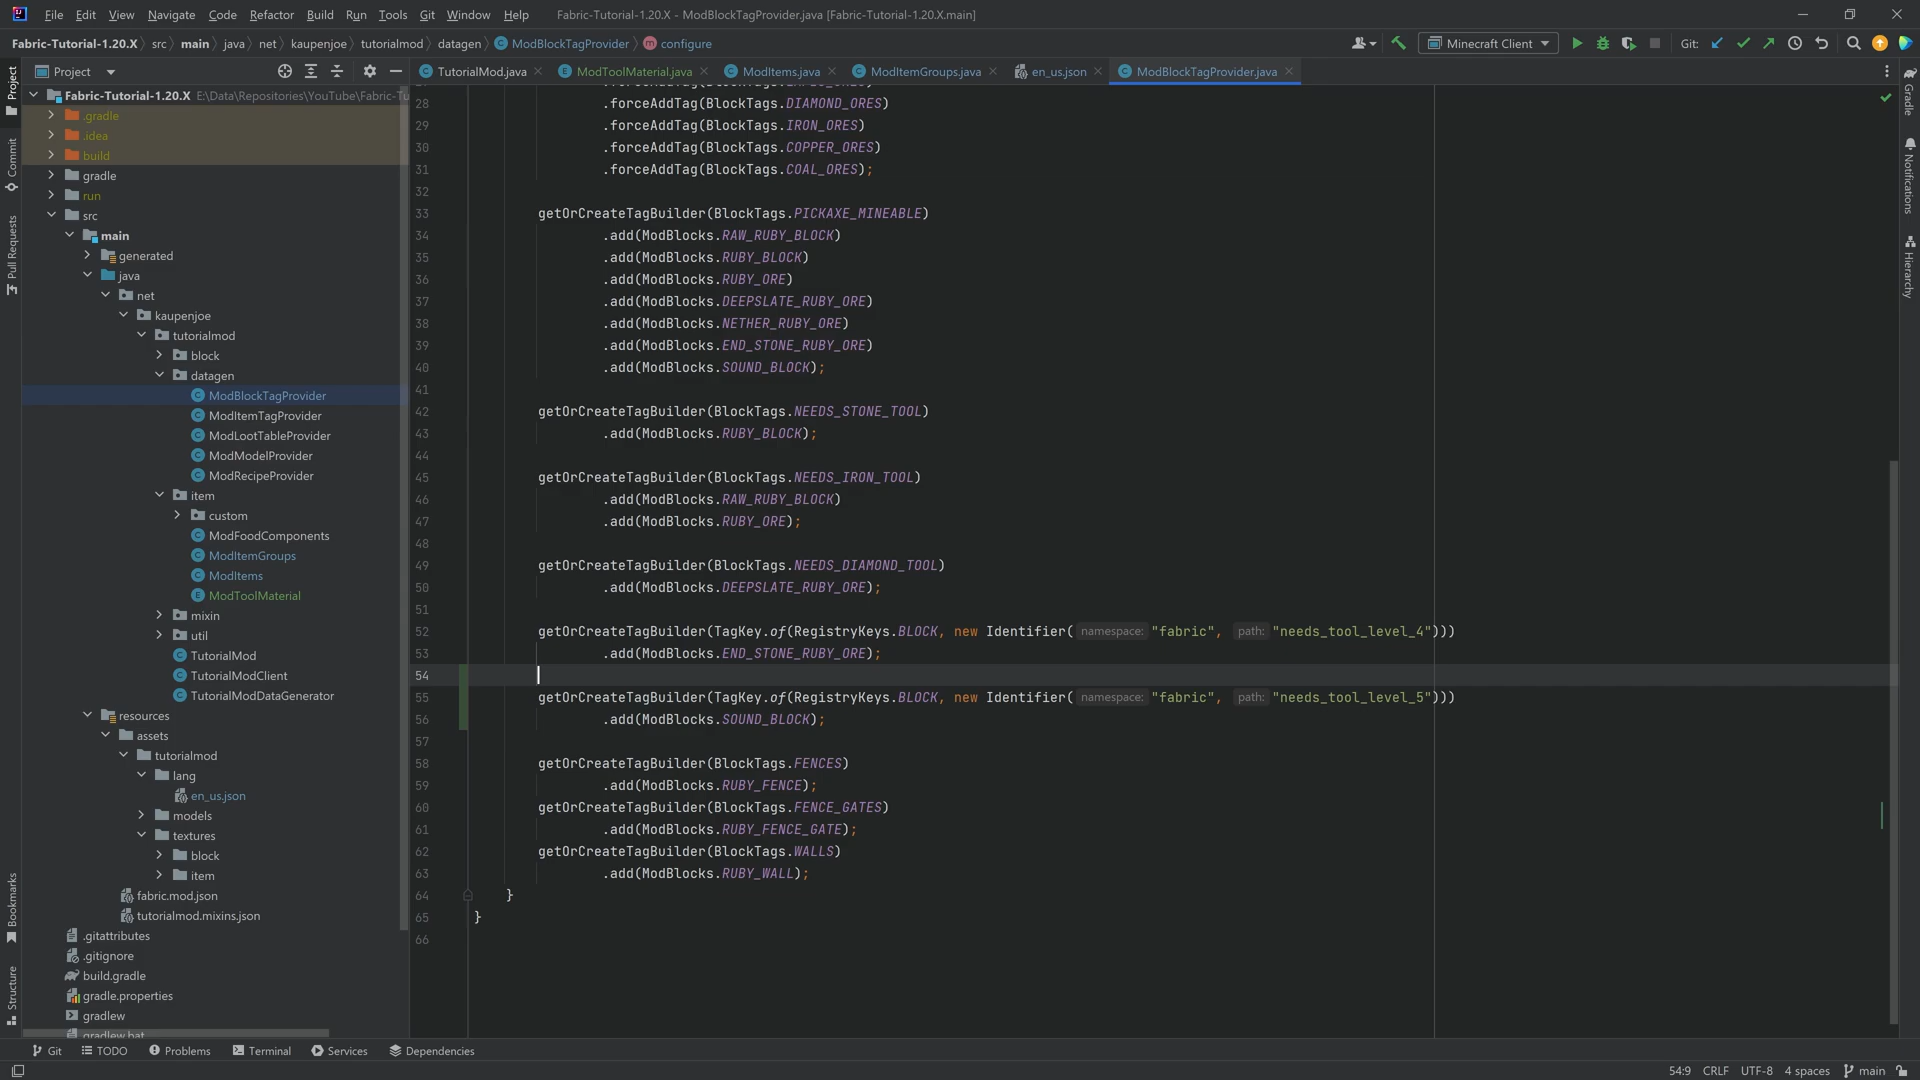 File Edit View Navigate Code Refactor Build Run Tools Git Window Help Fabric-Tutorial-1.20.X - ModBlockTagProvider.java [Fabric-Tutorial-1.20.X.main]
Fabric-Tutorial-1.20.X src main java net kaupenjoe tutorialmod datagen ModBlockTagProvider configure Minecraft Client Git:
Project TutorialMod.java ModToolMaterial.java ModItems.java ModItemGroups.java en_us.json ModBlockTagProvider.java
Project
Commit
Pull Requests
Bookmarks
Structure
Fabric-Tutorial-1.20.X E:\Data\Repositories\YouTube\Fabric-Tu
.gradle
.idea
build
gradle
run
src
main
generated
java
net
kaupenjoe
tutorialmod
block
datagen
ModBlockTagProvider
ModItemTagProvider
ModLootTableProvider
ModModelProvider
ModRecipeProvider
item
custom
ModFoodComponents
ModItemGroups
ModItems
ModToolMaterial
mixin
util
TutorialMod
TutorialModClient
TutorialModDataGenerator
resources
assets
tutorialmod
lang
en_us.json
models
textures
block
item
fabric.mod.json
tutorialmod.mixins.json
.gitattributes
.gitignore
build.gradle
gradle.properties
gradlew
gradlew.bat
28 .forceAddTag(BlockTags.DIAMOND_ORES)
29 .forceAddTag(BlockTags.IRON_ORES)
30 .forceAddTag(BlockTags.COPPER_ORES)
31 .forceAddTag(BlockTags.COAL_ORES);
32
33 getOrCreateTagBuilder(BlockTags.PICKAXE_MINEABLE)
34 .add(ModBlocks.RAW_RUBY_BLOCK)
35 .add(ModBlocks.RUBY_BLOCK)
36 .add(ModBlocks.RUBY_ORE)
37 .add(ModBlocks.DEEPSLATE_RUBY_ORE)
38 .add(ModBlocks.NETHER_RUBY_ORE)
39 .add(ModBlocks.END_STONE_RUBY_ORE)
40 .add(ModBlocks.SOUND_BLOCK);
41
42 getOrCreateTagBuilder(BlockTags.NEEDS_STONE_TOOL)
43 .add(ModBlocks.RUBY_BLOCK);
44
45 getOrCreateTagBuilder(BlockTags.NEEDS_IRON_TOOL)
46 .add(ModBlocks.RAW_RUBY_BLOCK)
47 .add(ModBlocks.RUBY_ORE);
48
49 getOrCreateTagBuilder(BlockTags.NEEDS_DIAMOND_TOOL)
50 .add(ModBlocks.DEEPSLATE_RUBY_ORE);
51
52 getOrCreateTagBuilder(TagKey.of(RegistryKeys.BLOCK, new Identifier( namespace: "fabric", path: "needs_tool_level_4")))
53 .add(ModBlocks.END_STONE_RUBY_ORE);
54
55 getOrCreateTagBuilder(TagKey.of(RegistryKeys.BLOCK, new Identifier( namespace: "fabric", path: "needs_tool_level_5")))
56 .add(ModBlocks.SOUND_BLOCK);
57
58 getOrCreateTagBuilder(BlockTags.FENCES)
59 .add(ModBlocks.RUBY_FENCE);
60 getOrCreateTagBuilder(BlockTags.FENCE_GATES)
61 .add(ModBlocks.RUBY_FENCE_GATE);
62 getOrCreateTagBuilder(BlockTags.WALLS)
63 .add(ModBlocks.RUBY_WALL);
64 }
65 }
66
Gradle
Notifications
Hierarchy
Git TODO Problems Terminal Services Dependencies
54:9 CRLF UTF-8 4 spaces main